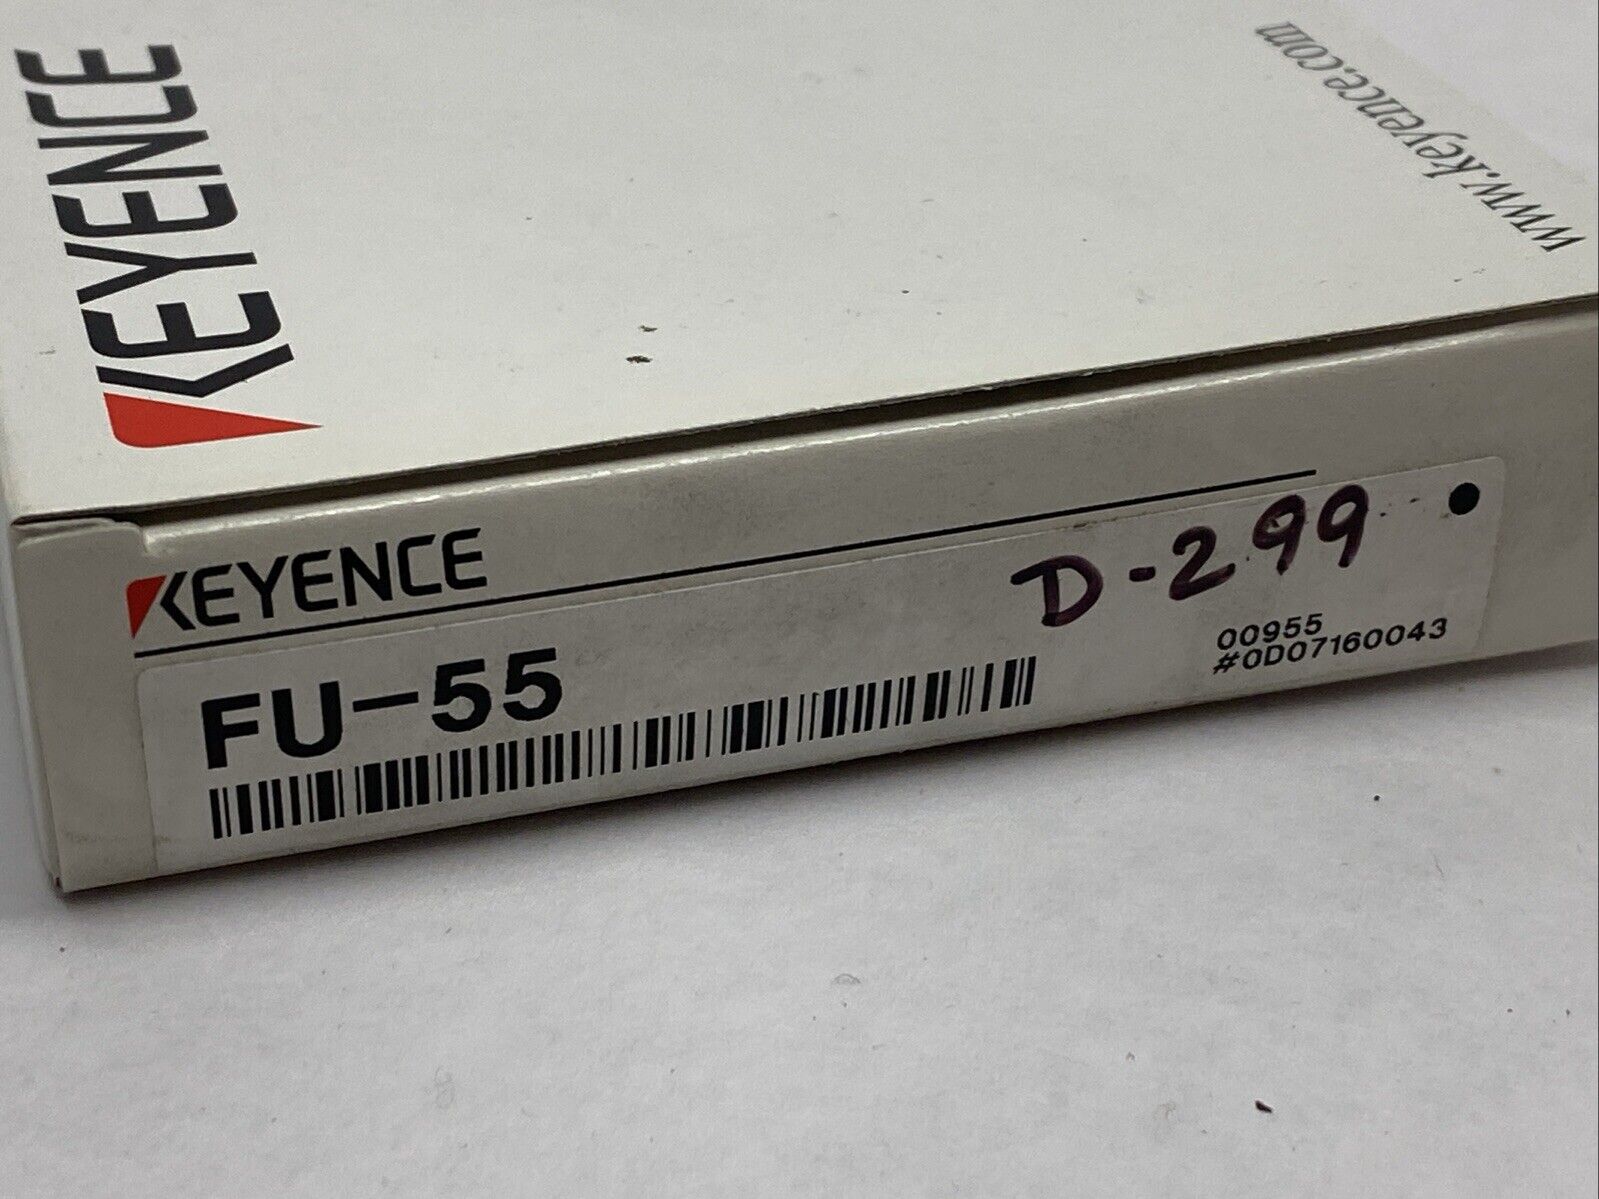 KEYENCE
www.keyence.com
KEYENCE
D-299
FU-55
00955
#0D07160043